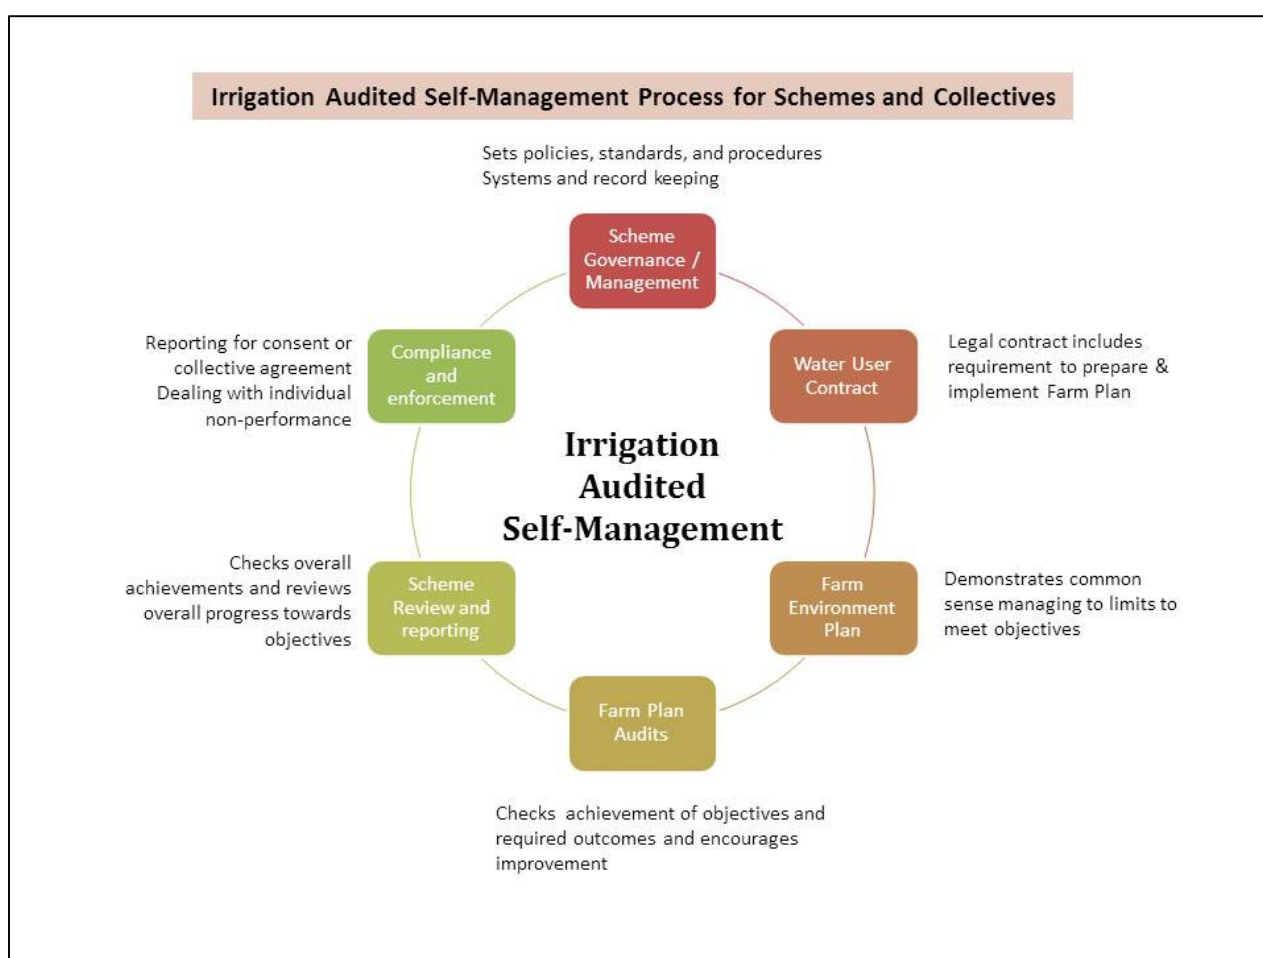 Irrigation Audited Self-Management Process for Schemes and Collectives
Sets policies, standards, and procedures
Systems and record keeping
Scheme
Governance /
Management
Water User
Contract
Legal contract includes
requirement to prepare &
implement Farm Plan
Farm
Environment
Plan
Demonstrates common
sense managing to limits to
meet objectives
Farm Plan
Audits
Checks achievement of objectives and
required outcomes and encourages
improvement
Scheme
Review and
reporting
Checks overall
achievements and reviews
overall progress towards
objectives
Compliance
and
enforcement
Reporting for consent or
collective agreement
Dealing with individual
non-performance
Irrigation
Audited
Self-Management